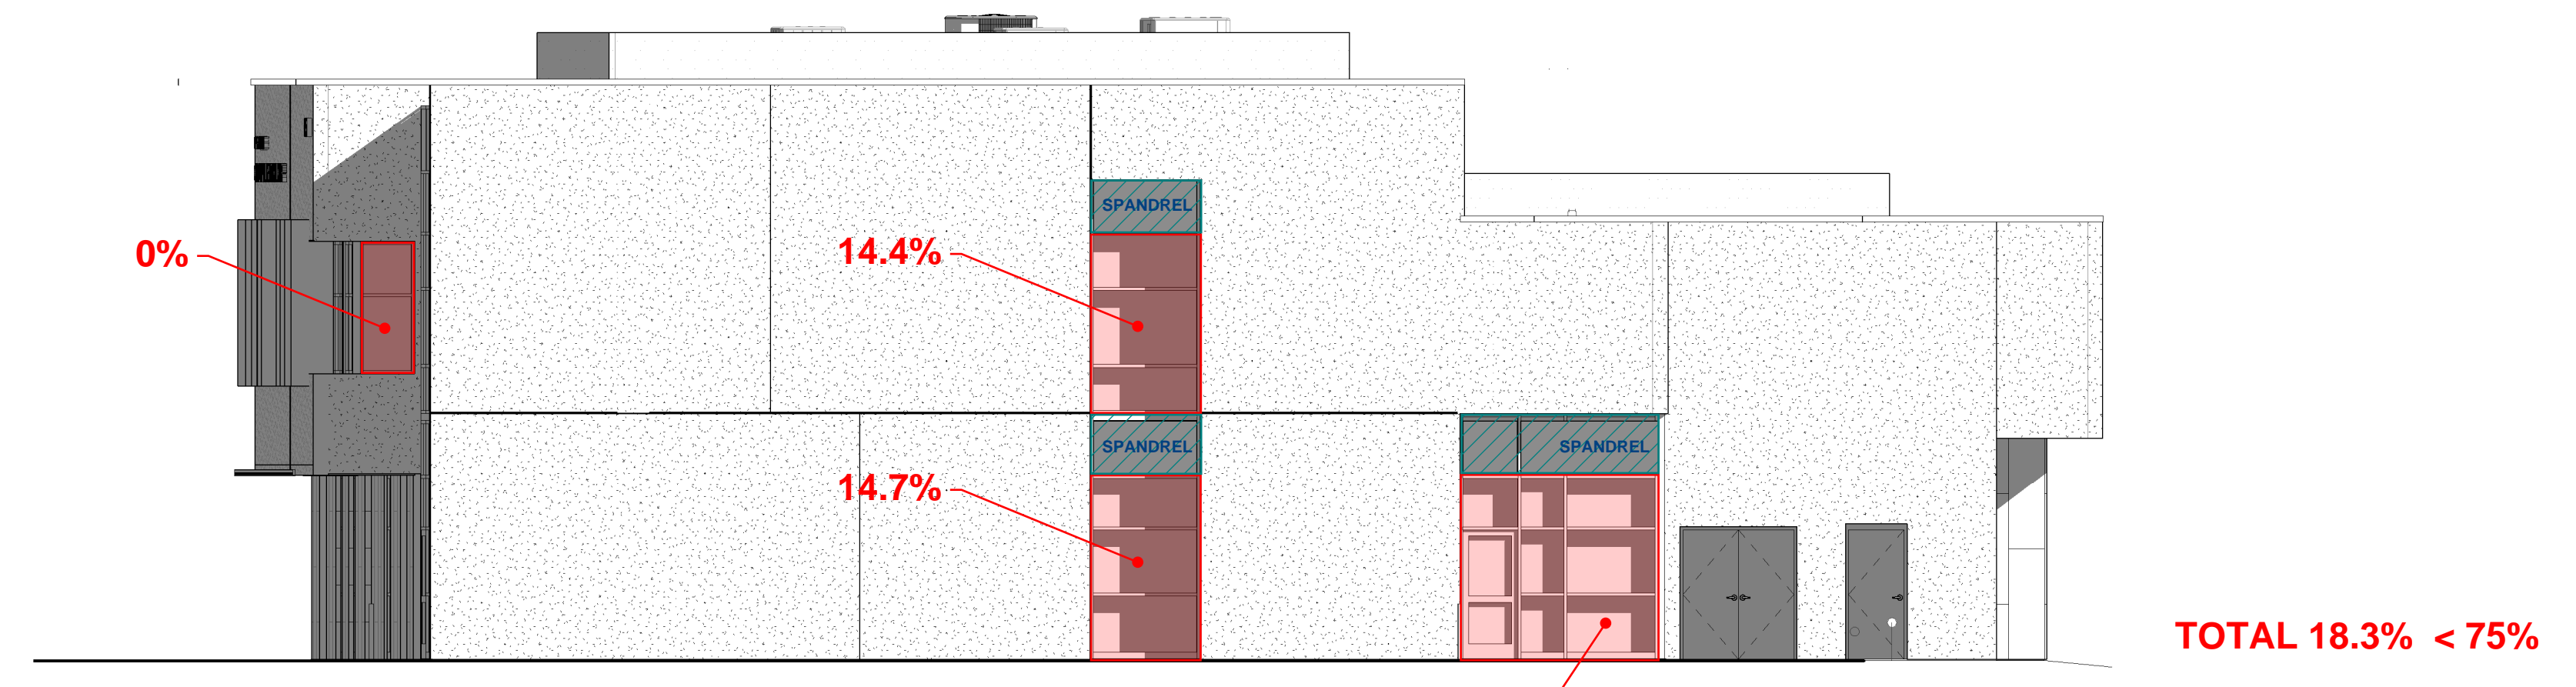 SPANDREL
0%
14.4%
SPANDREL
SPANDREL
14.7%
TOTAL 18.3% < 75%